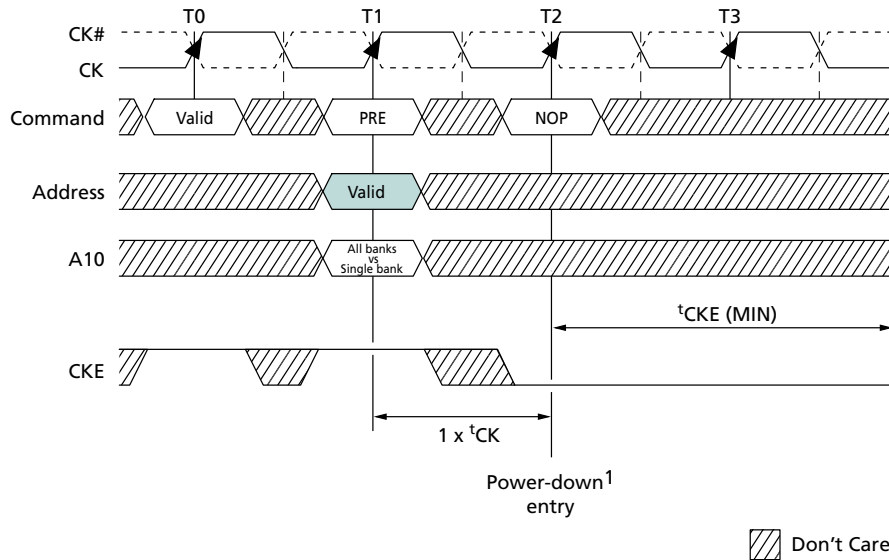 T0 T1 T2 T3
CK#
CK
Command Valid PRE NOP
Address Valid
A10 All banks
vs
Single bank
tCKE (MIN)
CKE
1 x tCK
Power-down1
entry
Don't Care